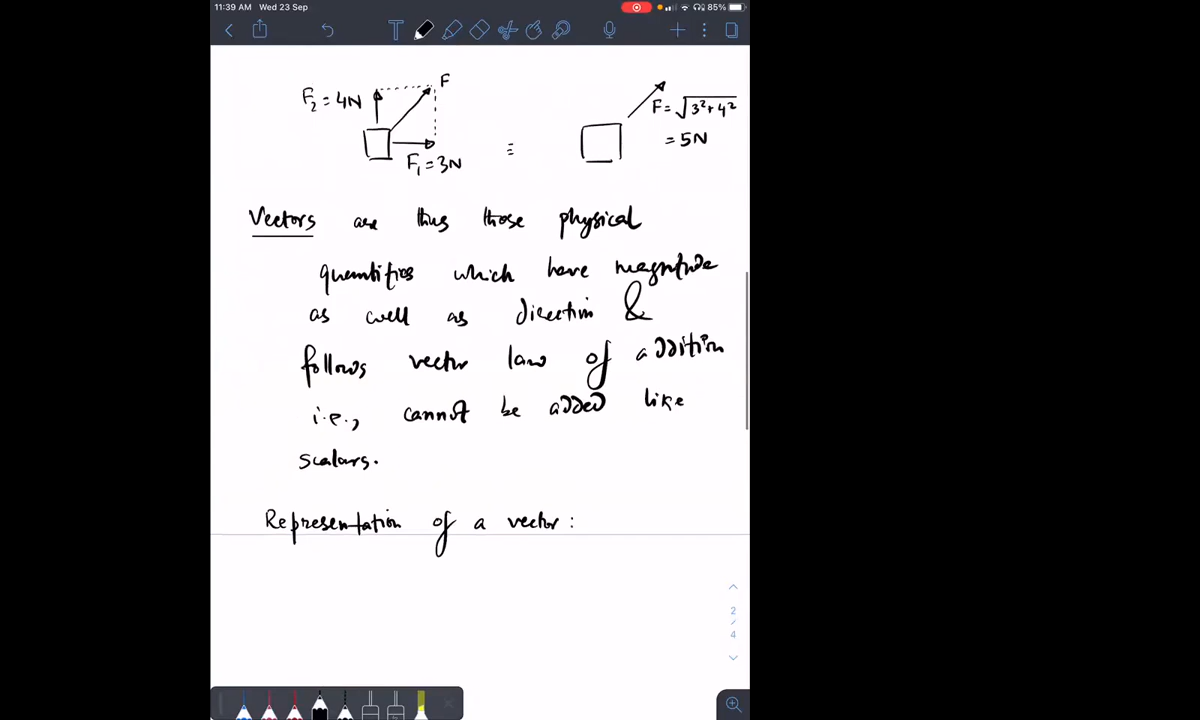 11:39 AM Wed 23 Sep
85%
F
F₂ = 4N
F = √3²+4²
= 5N
≡
F₁ = 3N
Vectors are thus those physical
quantities which have magnitude
as well as direction &
follows vector law of addition
i.e., cannot be added like
scalars.
Representation of a vector:
2
/
4